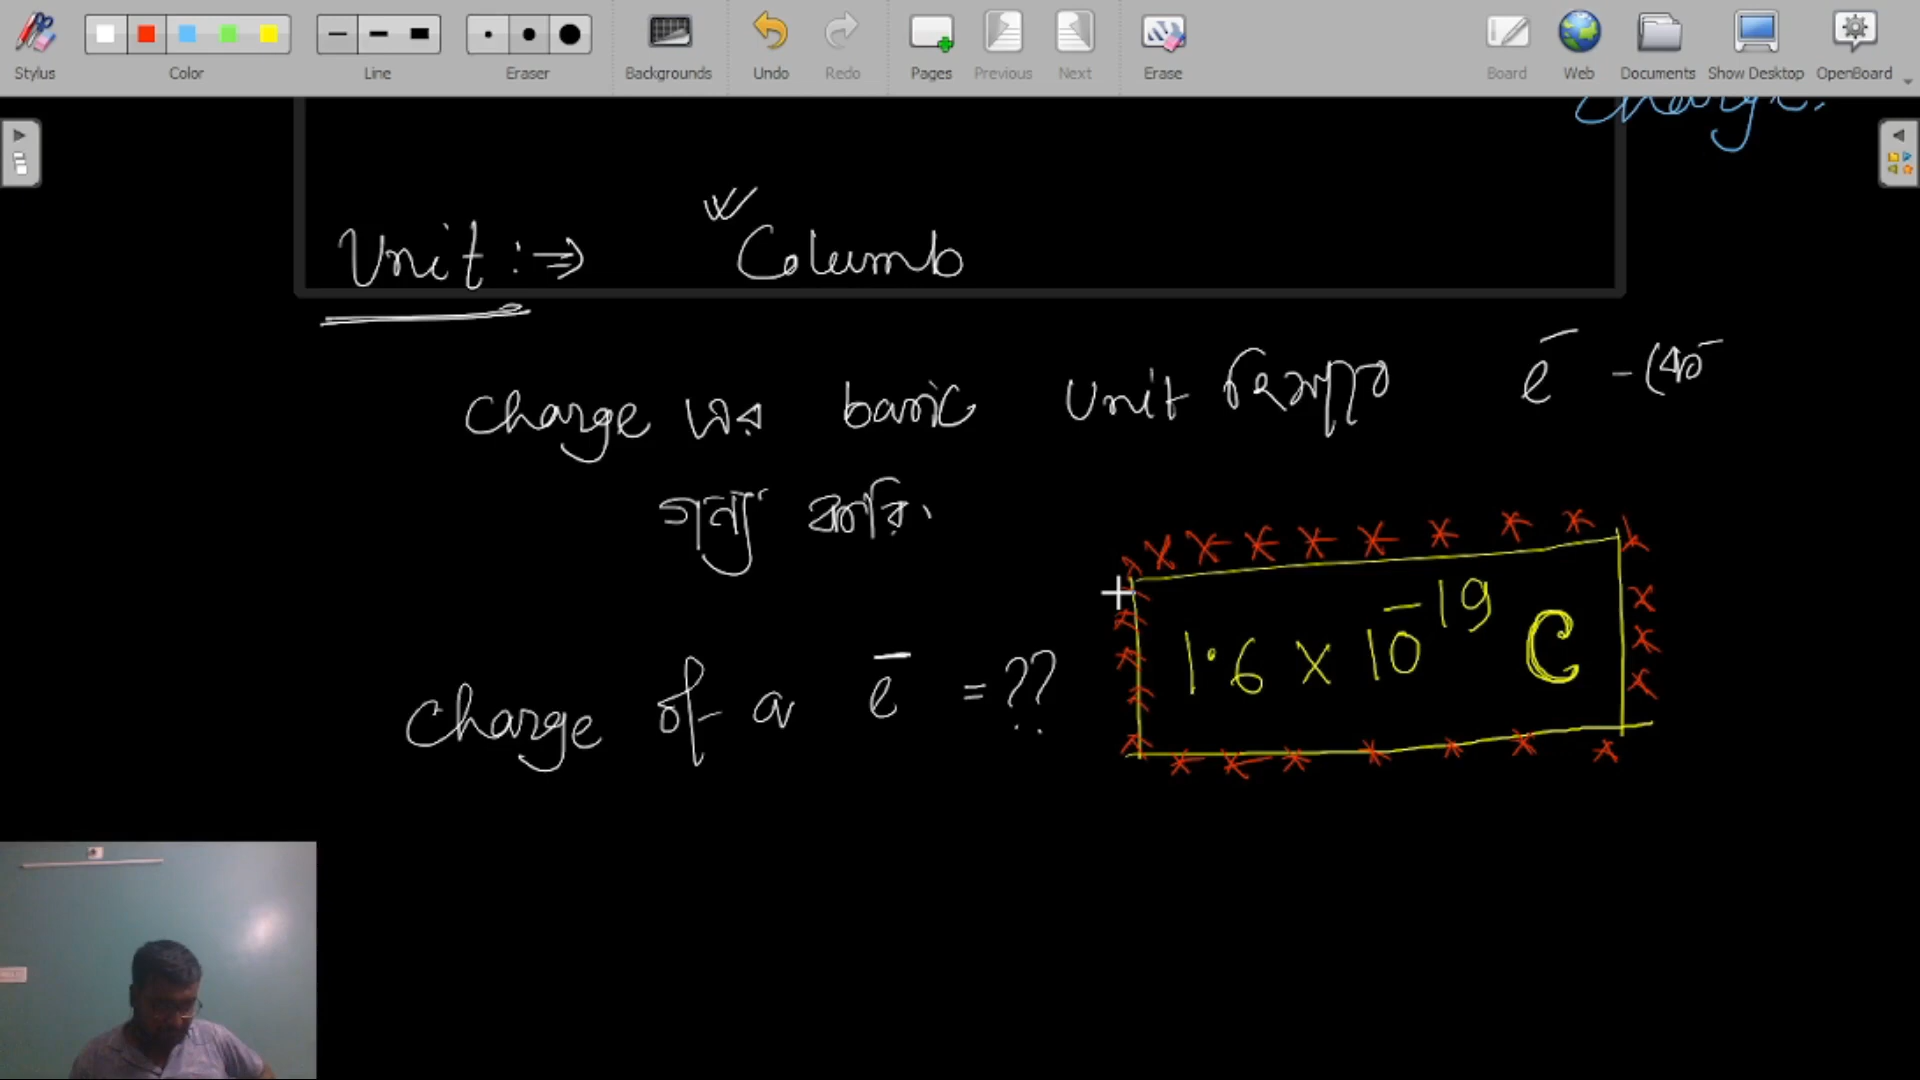 Stylus Color Line Eraser Backgrounds Undo Redo Pages Previous Next Erase Board Web Documents Show Desktop OpenBoard
charge.
Unit :⇒ Columb
charge এর basic Unit হিসাবে e⁻ - কে
গন্য করি।
charge of a e⁻ = ??
1.6 × 10⁻¹⁹ C